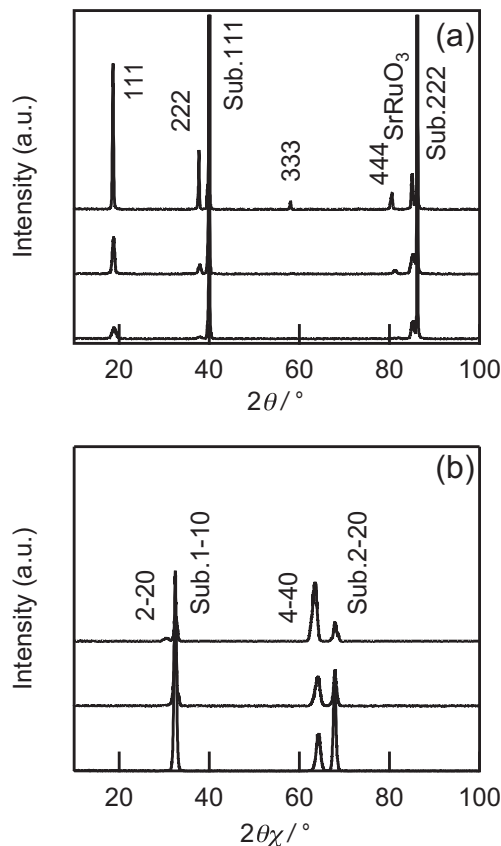 (a)
111
222
Sub.111
333
444
SrRuO3
Sub.222
Intensity (a.u.)
20 40 60 80 100
2θ / °
(b)
2-20
Sub.1-10
4-40
Sub.2-20
Intensity (a.u.)
20 40 60 80 100
2θχ / °